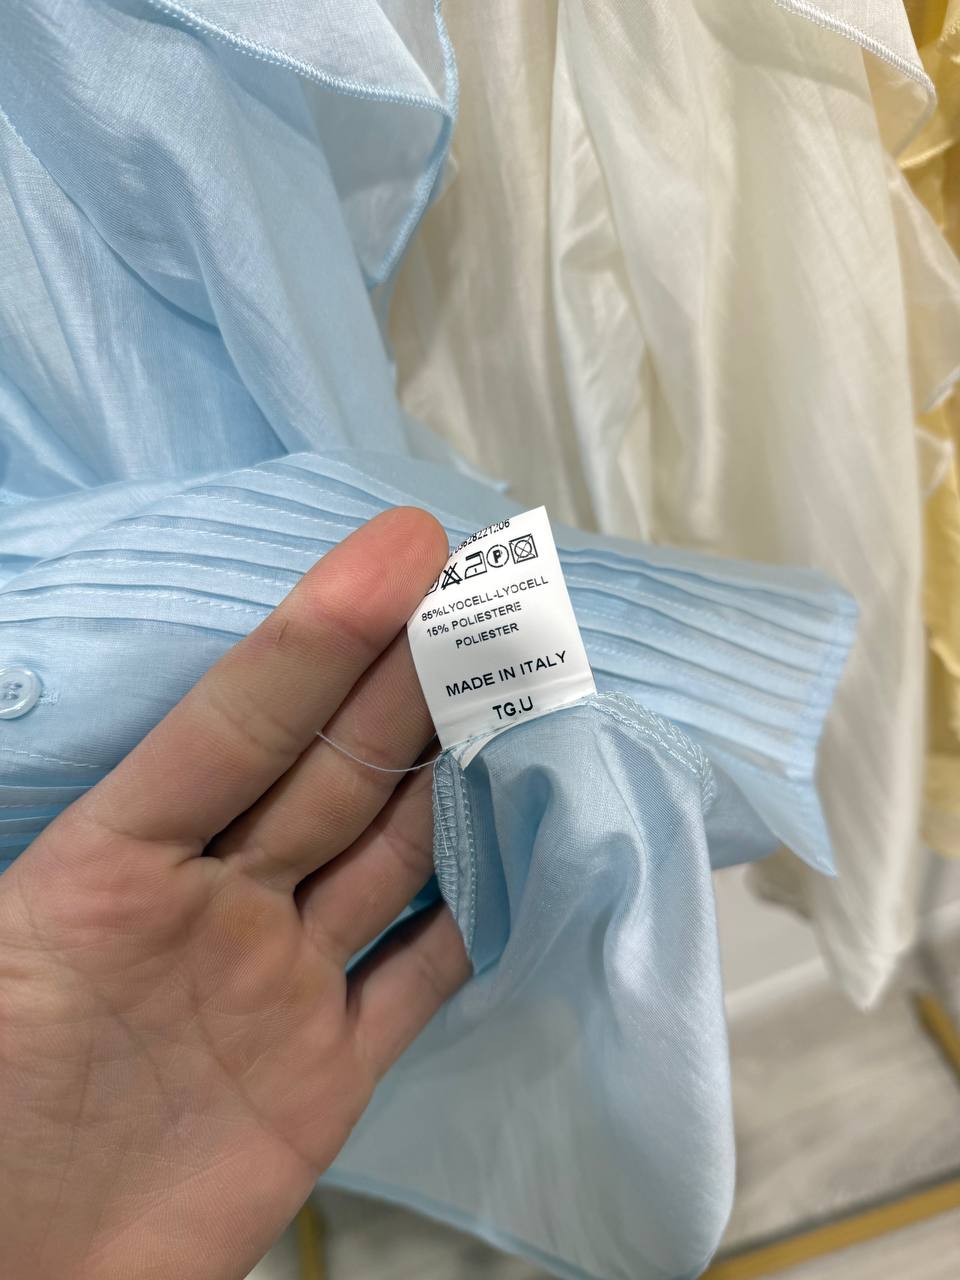 P
85%LYOCELL-LYOCELL
15% POLIESTERE
POLIESTER
MADE IN ITALY
TG.U